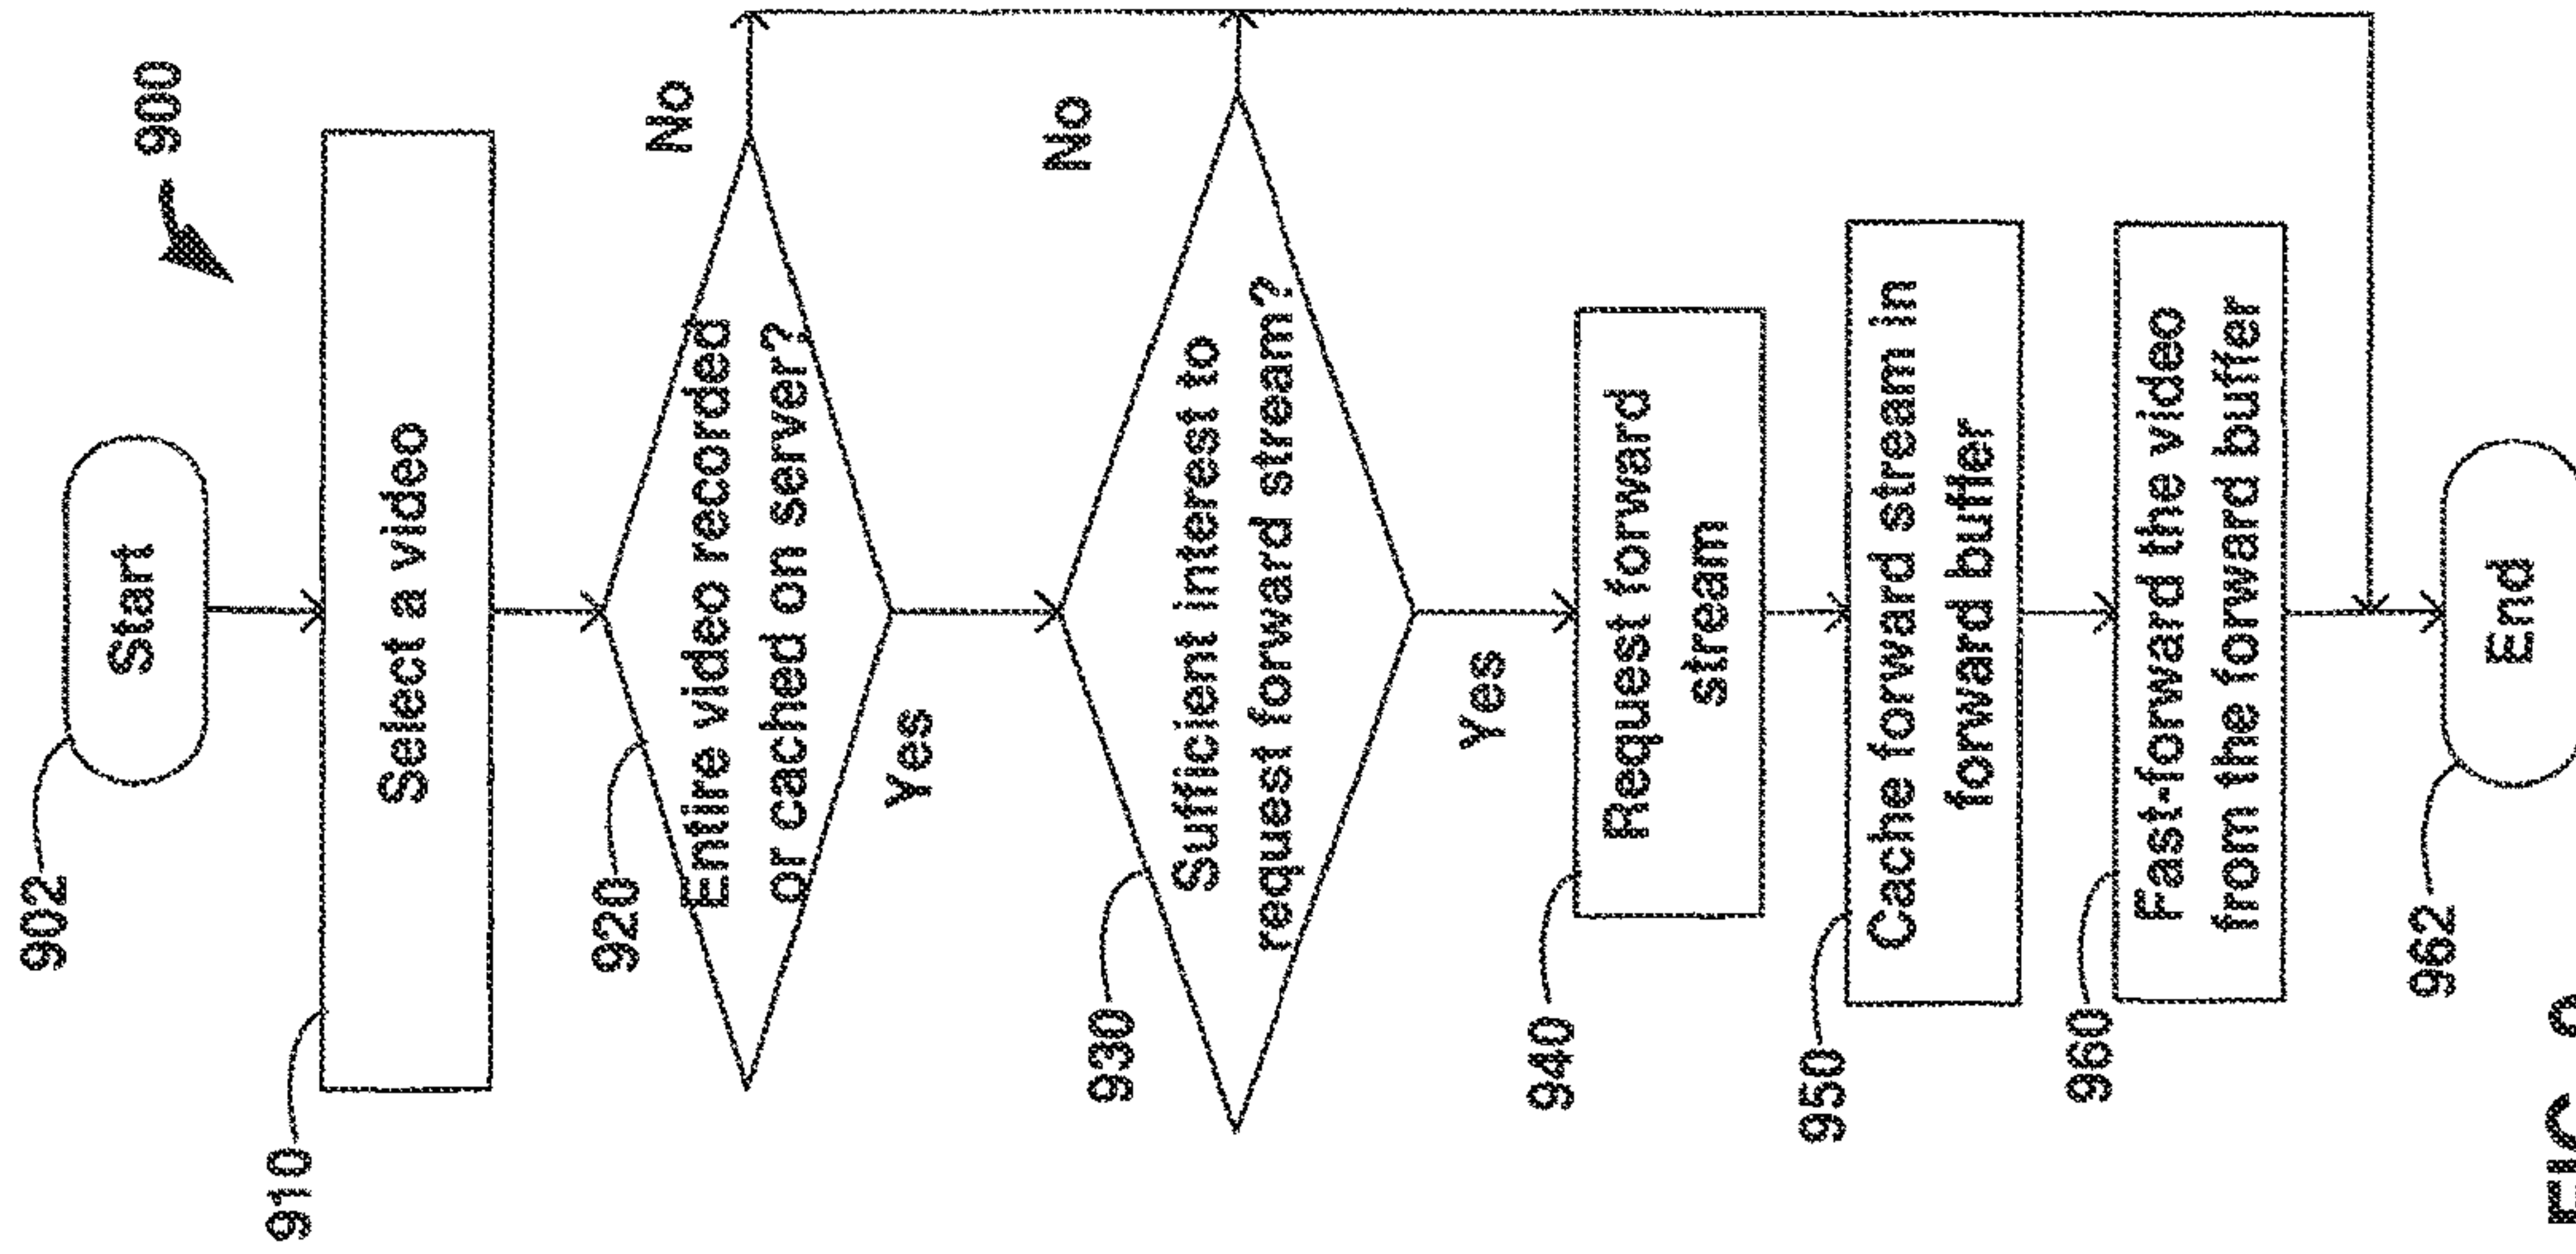 900
902
Start
910
Select a video
920
Entire video recorded
or cached on server?
No
Yes
930
Sufficient interest to
request forward stream?
No
Yes
940
Request forward
stream
950
Cache forward stream in
forward buffer
960
Fast-forward the video
from the forward buffer
962
End